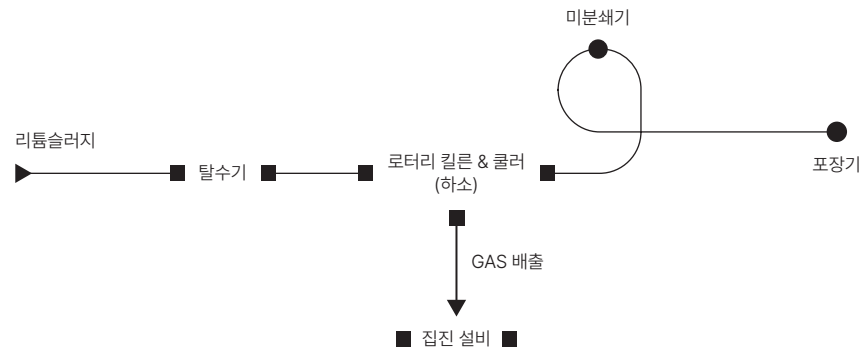 미분쇄기
리튬슬러지
탈수기
로터리 킬른 & 쿨러
(하소)
포장기
GAS 배출
집진 설비